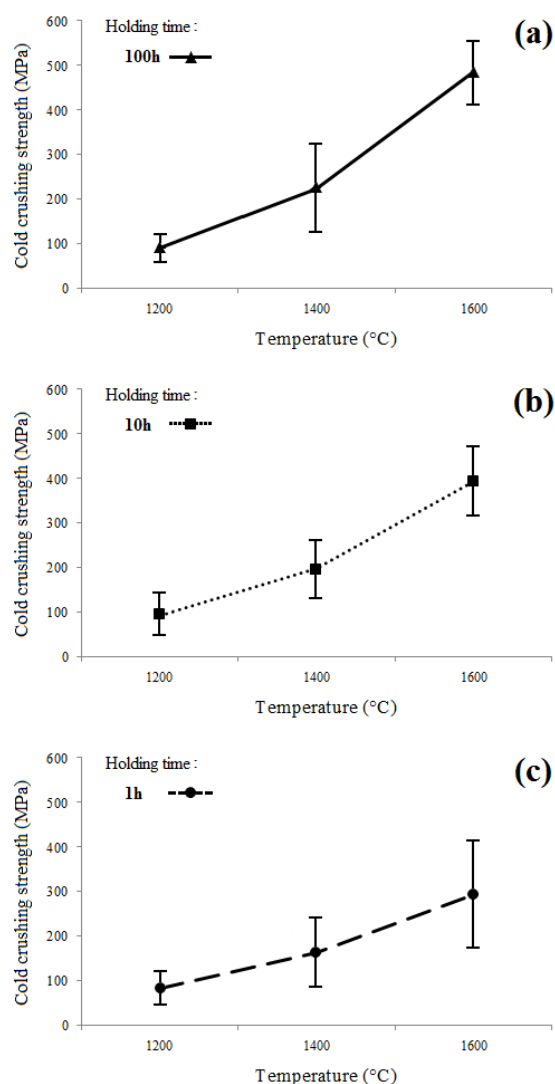 Holding time :
100h
(a)
Cold crushing strength (MPa)
600
500
400
300
200
100
0
1200 1400 1600
Temperature (°C)
Holding time :
10h
(b)
Cold crushing strength (MPa)
600
500
400
300
200
100
0
1200 1400 1600
Temperature (°C)
Holding time :
1h
(c)
Cold crushing strength (MPa)
600
500
400
300
200
100
0
1200 1400 1600
Temperature (°C)